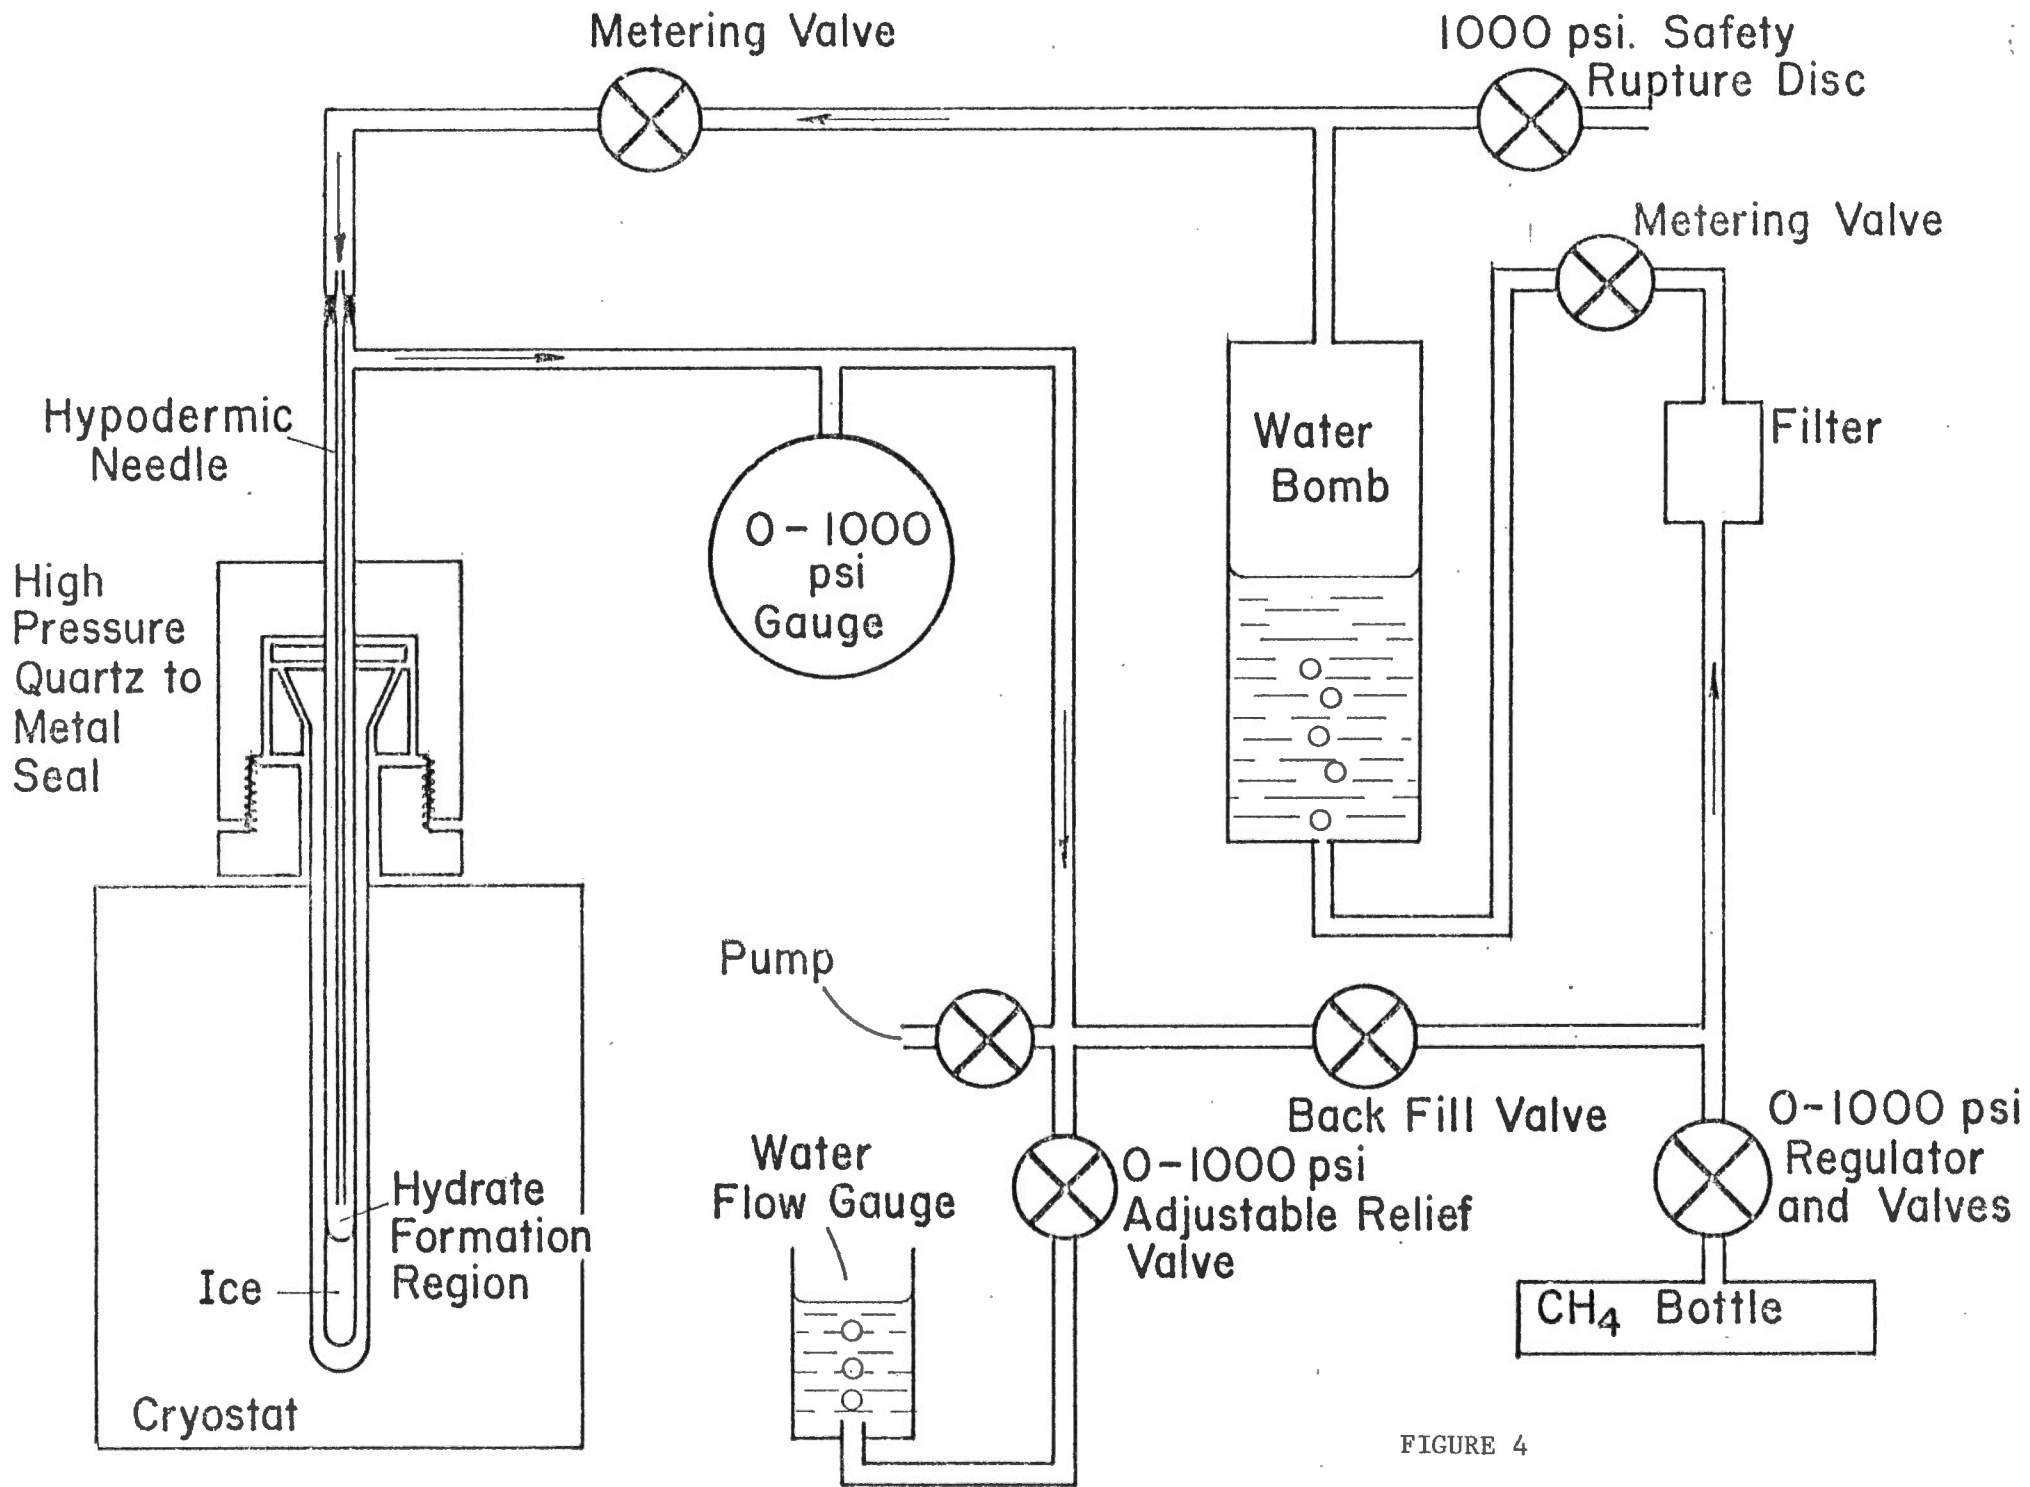 Metering Valve
1000 psi. Safety
Rupture Disc
Metering Valve
Hypodermic
Needle
Water
Bomb
Filter
0-1000
psi
Gauge
High
Pressure
Quartz to
Metal
Seal
Pump
Back Fill Valve
0-1000 psi
Regulator
and Valves
Water
Flow Gauge
0-1000 psi
Adjustable Relief
Valve
Hydrate
Formation
Region
Ice
CH₄ Bottle
Cryostat
FIGURE 4